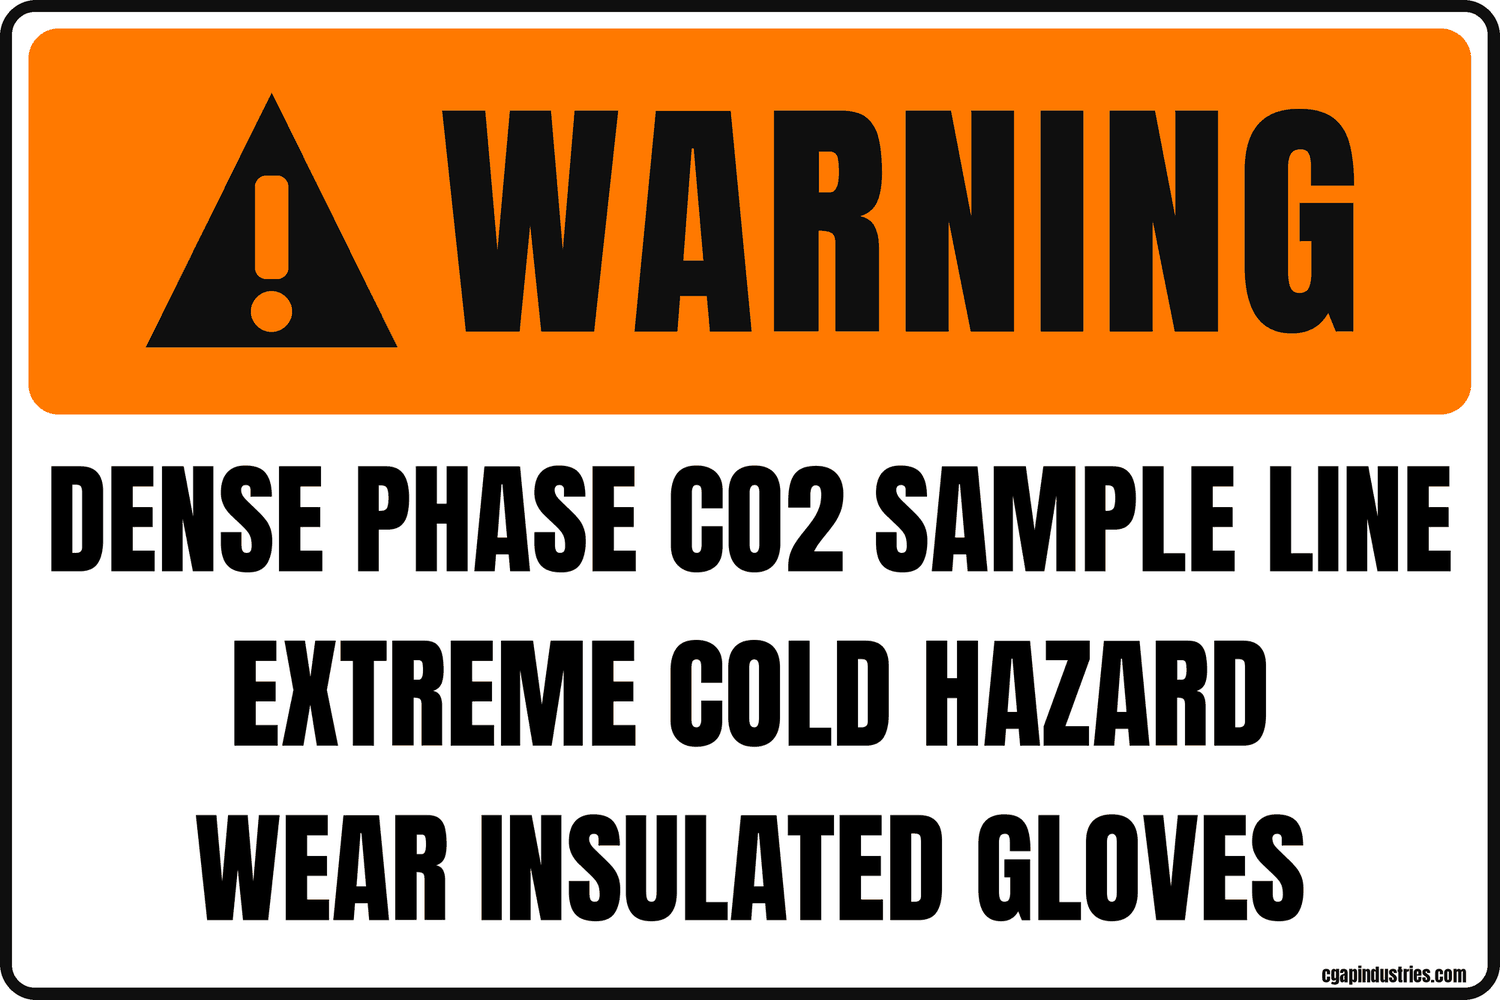 WARNING
DENSE PHASE CO2 SAMPLE LINE
EXTREME COLD HAZARD
WEAR INSULATED GLOVES
cgapindustries.com